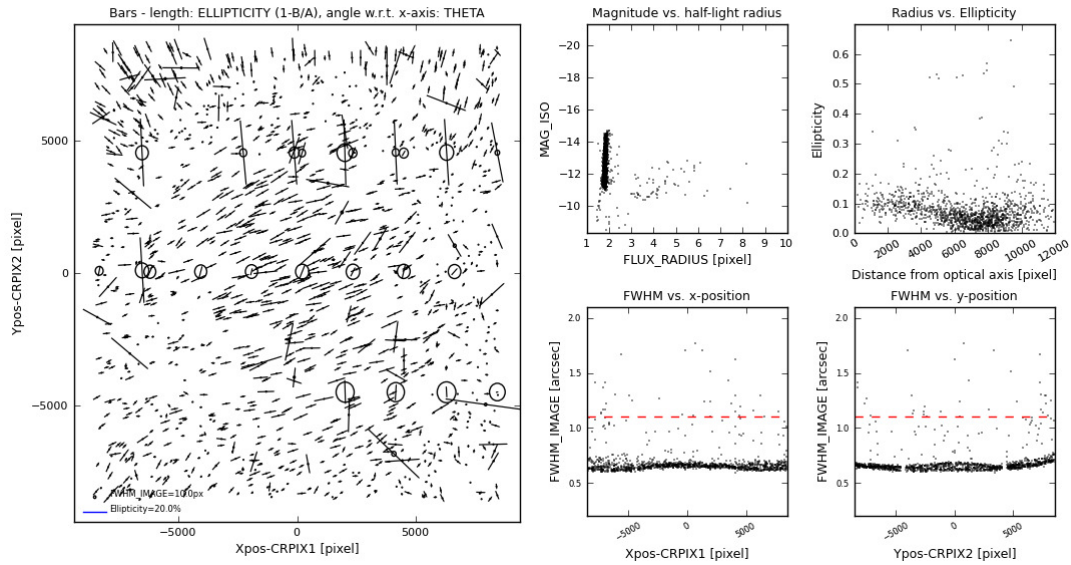 Bars - length: ELLIPTICITY (1-B/A), angle w.r.t. x-axis: THETA
Ypos-CRPIX2 [pixel]
5000
0
−5000
FWHM_IMAGE=10.0px
Ellipticity=20.0%
−5000
0
5000
Xpos-CRPIX1 [pixel]
Magnitude vs. half-light radius
MAG_ISO
−20
−18
−16
−14
−12
−10
1 2 3 4 5 6 7 8 9 10
FLUX_RADIUS [pixel]
Radius vs. Ellipticity
Ellipticity
0.6
0.5
0.4
0.3
0.2
0.1
0.0
0 2000 4000 6000 8000 10000 12000
Distance from optical axis [pixel]
FWHM vs. x-position
FWHM_IMAGE [arcsec]
2.0
1.5
1.0
0.5
−5000
0
5000
Xpos-CRPIX1 [pixel]
FWHM vs. y-position
FWHM_IMAGE [arcsec]
2.0
1.5
1.0
0.5
−5000
0
5000
Ypos-CRPIX2 [pixel]